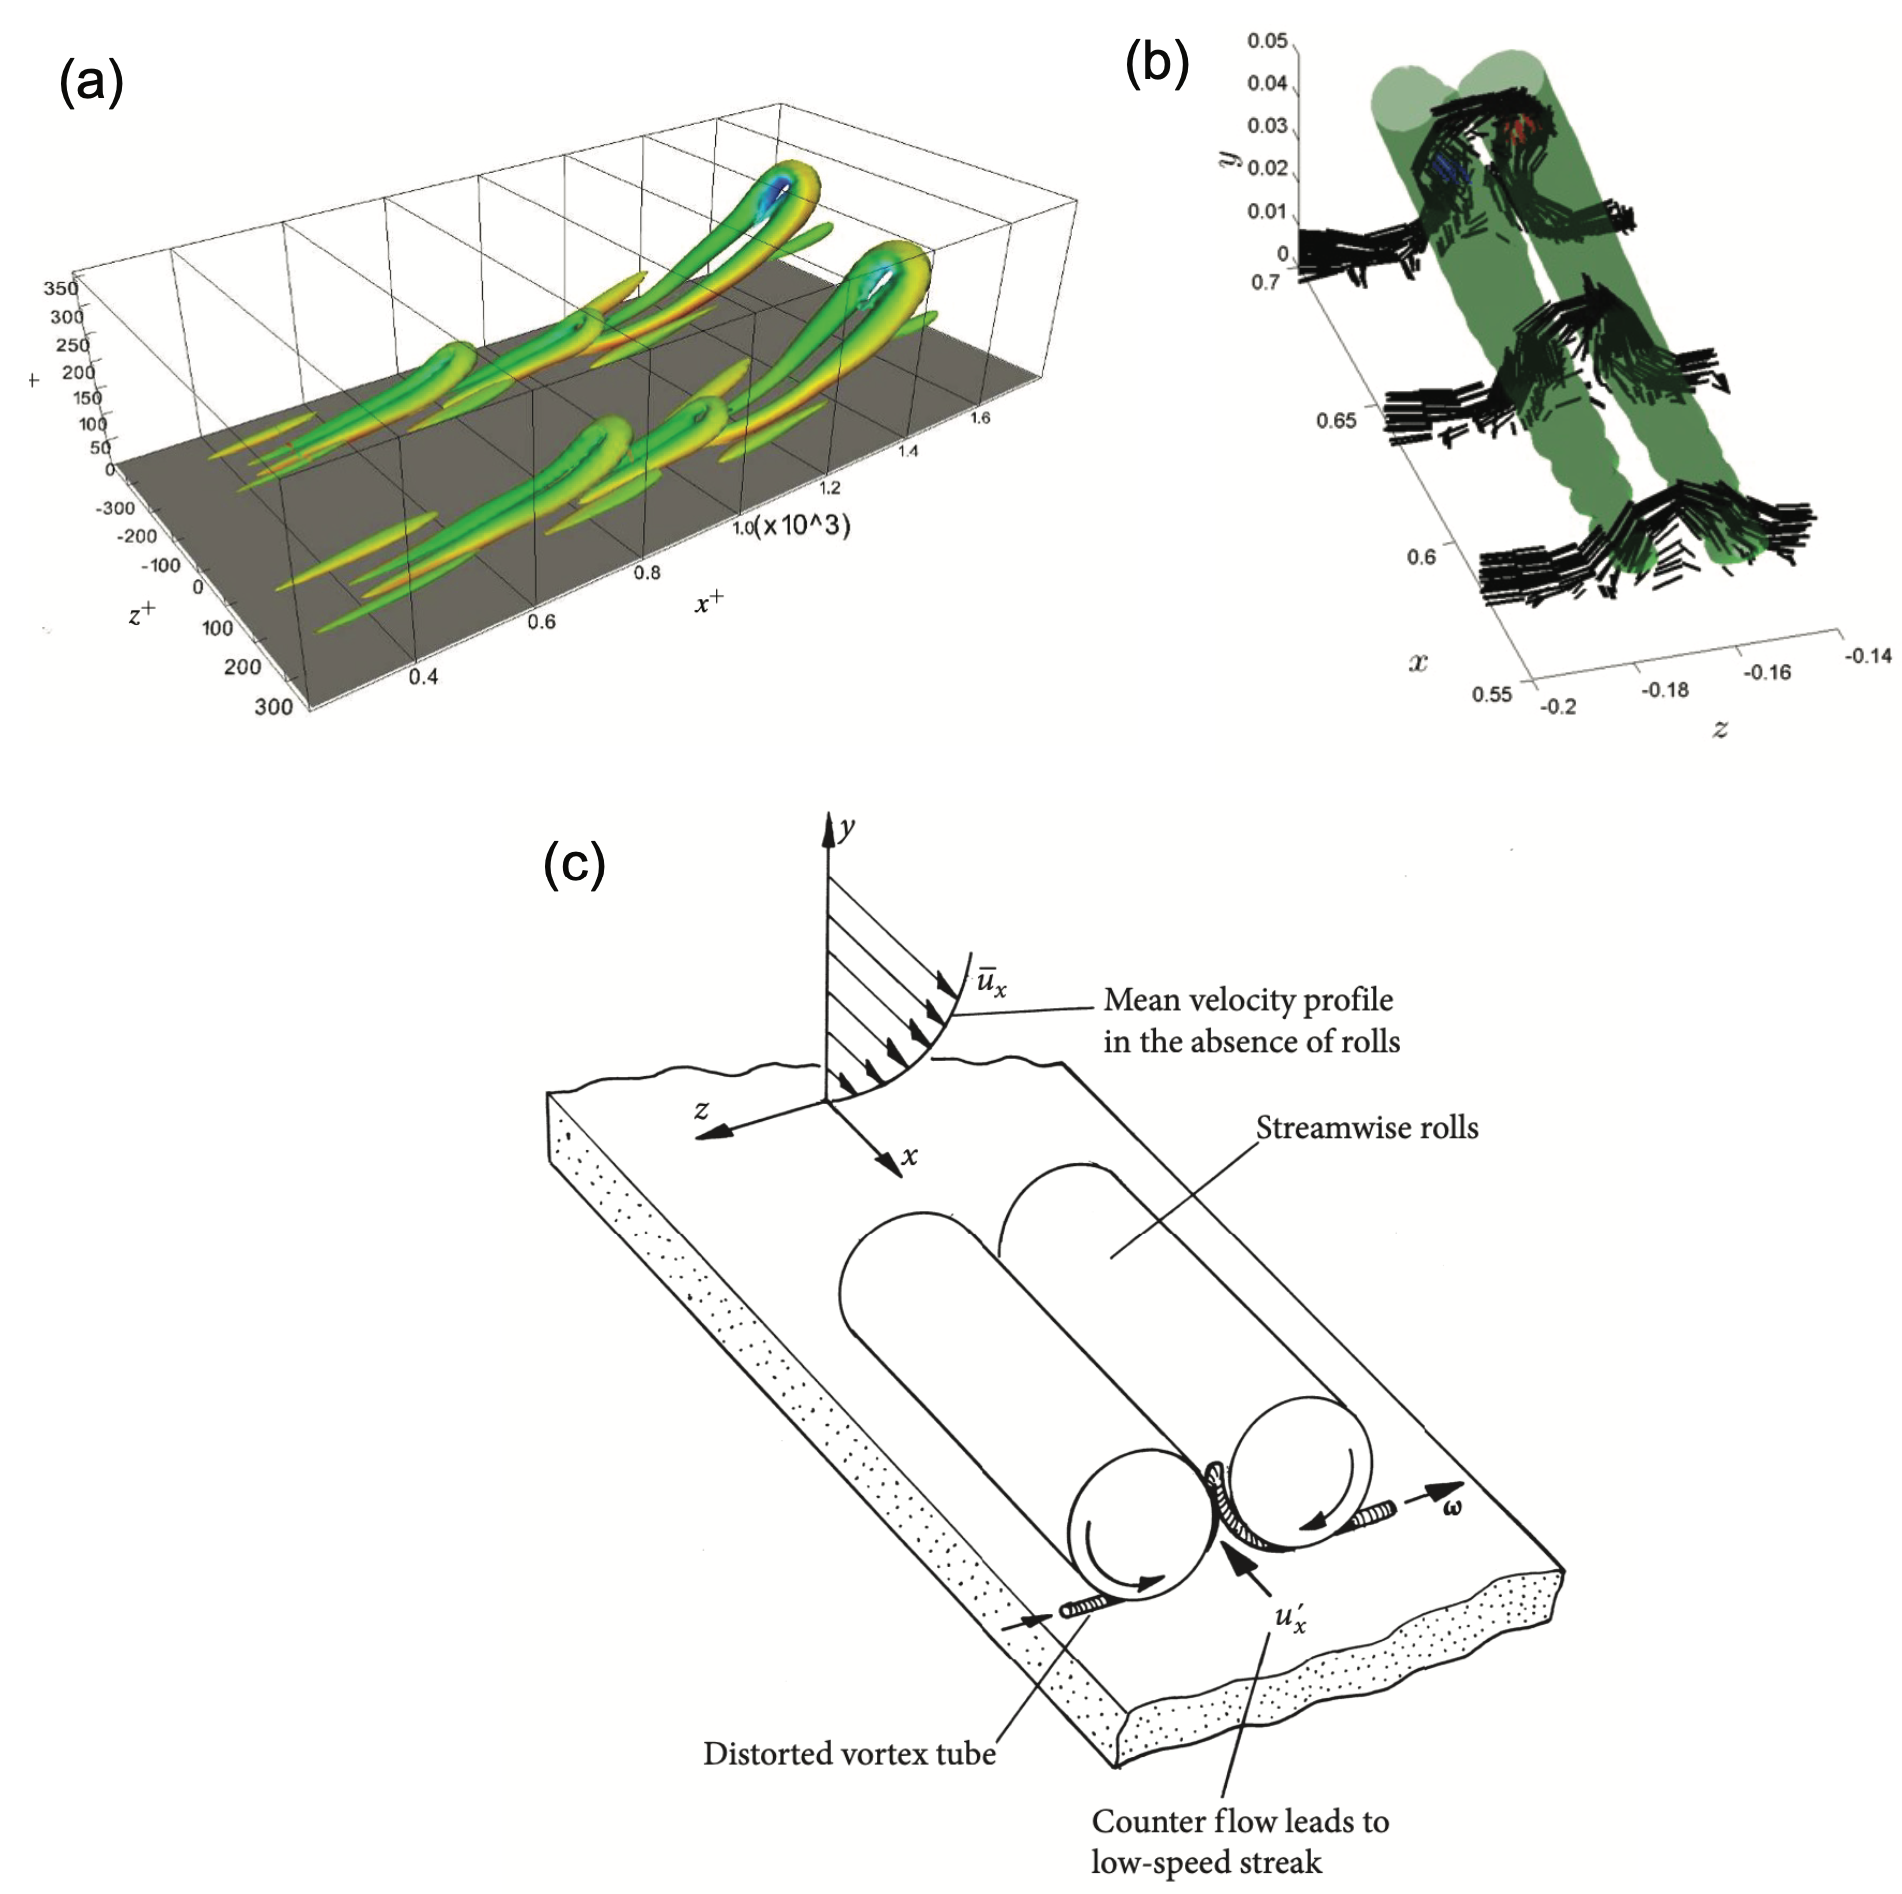 (a)
350
300
250
200
150
100
50
0
+
-300
-200
-100
0
100
200
300
z+
0.4
0.6
0.8
1.0(x10^3)
1.2
1.4
1.6
x+
(b)
0.05
0.04
0.03
0.02
0.01
0
y
0.7
0.65
0.6
0.55
x
-0.2
-0.18
-0.16
-0.14
z
(c)
y
u̅x
Mean velocity profile
in the absence of rolls
z
x
Streamwise rolls
ω
u′x
Distorted vortex tube
Counter flow leads to
low-speed streak